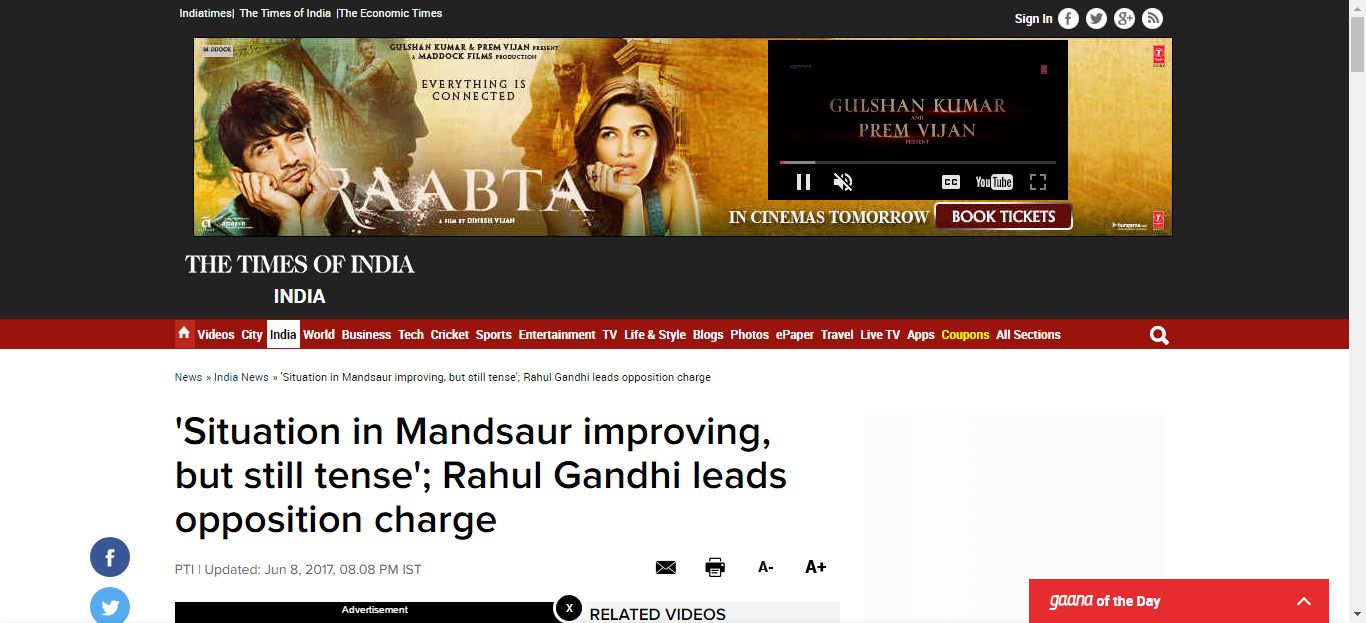 Indiatimes| The Times of India |The Economic Times
Sign In
MADDOCK
GULSHAN KUMAR & PREM VIJAN PRESENT
A MADDOCK FILMS PRODUCTION
EVERYTHING IS
CONNECTED
RAABTA
A FILM BY DINESH VIJAN
GULSHAN KUMAR
AND
PREM VIJAN
PRESENT
CC YouTube
IN CINEMAS TOMORROW BOOK TICKETS
hungama.com
THE TIMES OF INDIA
INDIA
Videos City India World Business Tech Cricket Sports Entertainment TV Life & Style Blogs Photos ePaper Travel Live TV Apps Coupons All Sections
News » India News » 'Situation in Mandsaur improving, but still tense'; Rahul Gandhi leads opposition charge
'Situation in Mandsaur improving,
but still tense'; Rahul Gandhi leads
opposition charge
PTI | Updated: Jun 8, 2017, 08.08 PM IST
A- A+
Advertisement
X
RELATED VIDEOS
gaana of the Day